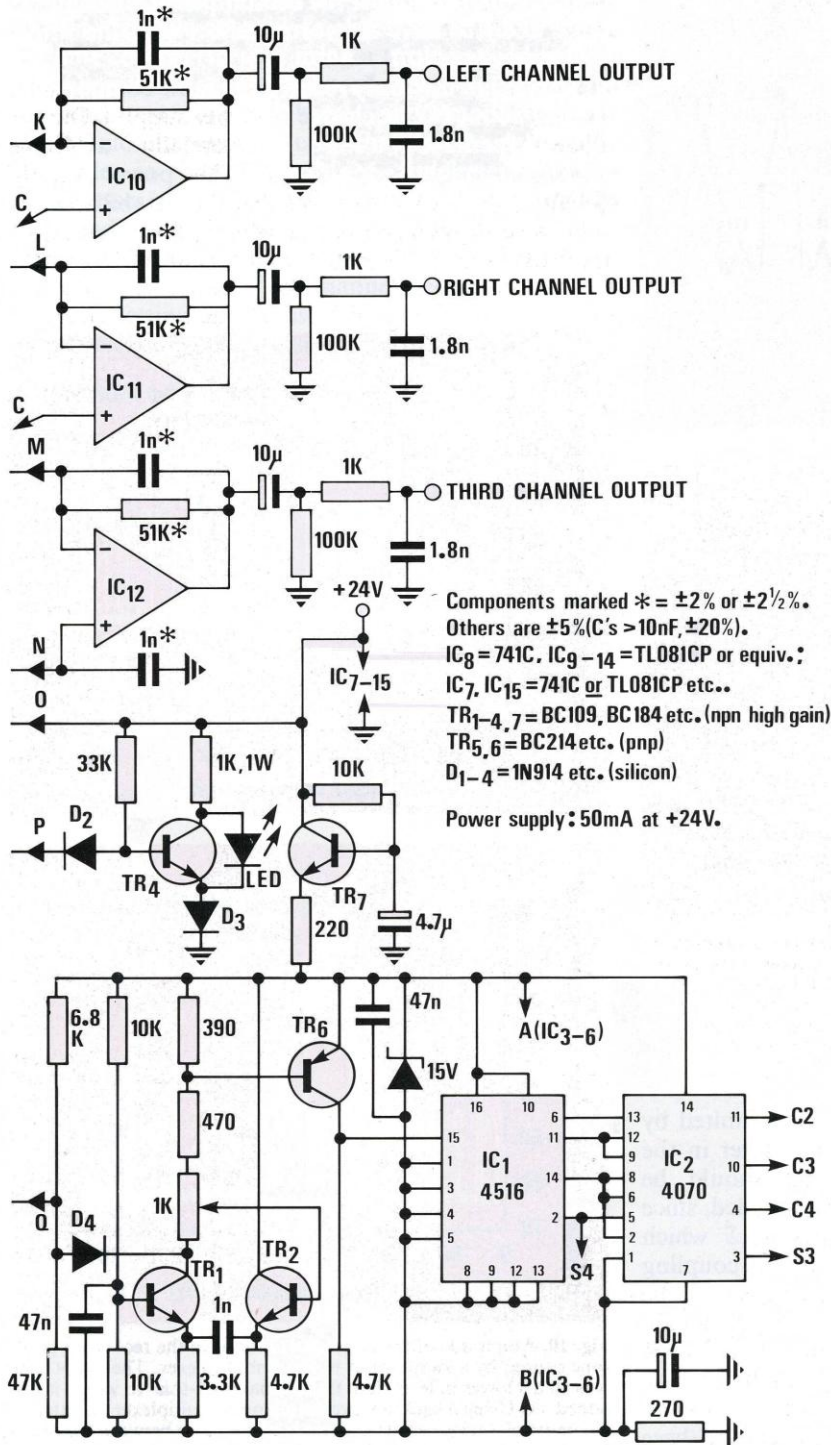 1n*
10µ
1K
LEFT CHANNEL OUTPUT
51K*
K
100K
1.8n
IC10
C
+
L
1n*
10µ
1K
RIGHT CHANNEL OUTPUT
51K*
−
100K
1.8n
IC11
C
+
M
1n*
10µ
1K
THIRD CHANNEL OUTPUT
51K*
−
100K
1.8n
IC12
+24V
N
+
1n*
IC7–15
O
Components marked * = ±2% or ±2½%.
Others are ±5%(C's >10nF, ±20%).
IC8 = 741C, IC9–14 = TL081CP or equiv.;
IC7, IC15 = 741C or TL081CP etc..
TR1–4, 7 = BC109, BC184 etc. (npn high gain)
TR5,6 = BC214 etc. (pnp)
D1–4 = 1N914 etc. (silicon)
Power supply: 50mA at +24V.
33K
1K, 1W
10K
P
D2
TR4
LED
TR7
D3
220
4.7µ
6.8
K
10K
390
TR6
47n
15V
A(IC3–6)
470
16
10
14
6
13
11
C2
15
11
12
9
IC1
4516
IC2
4070
10
C3
1
14
8
6
3
4
C4
4
2
5
2
5
1
3
S3
8
9
12
13
S4
7
1K
Q
D4
TR1
TR2
47n
1n
47K
10K
3.3K
4.7K
4.7K
B(IC3–6)
10µ
270